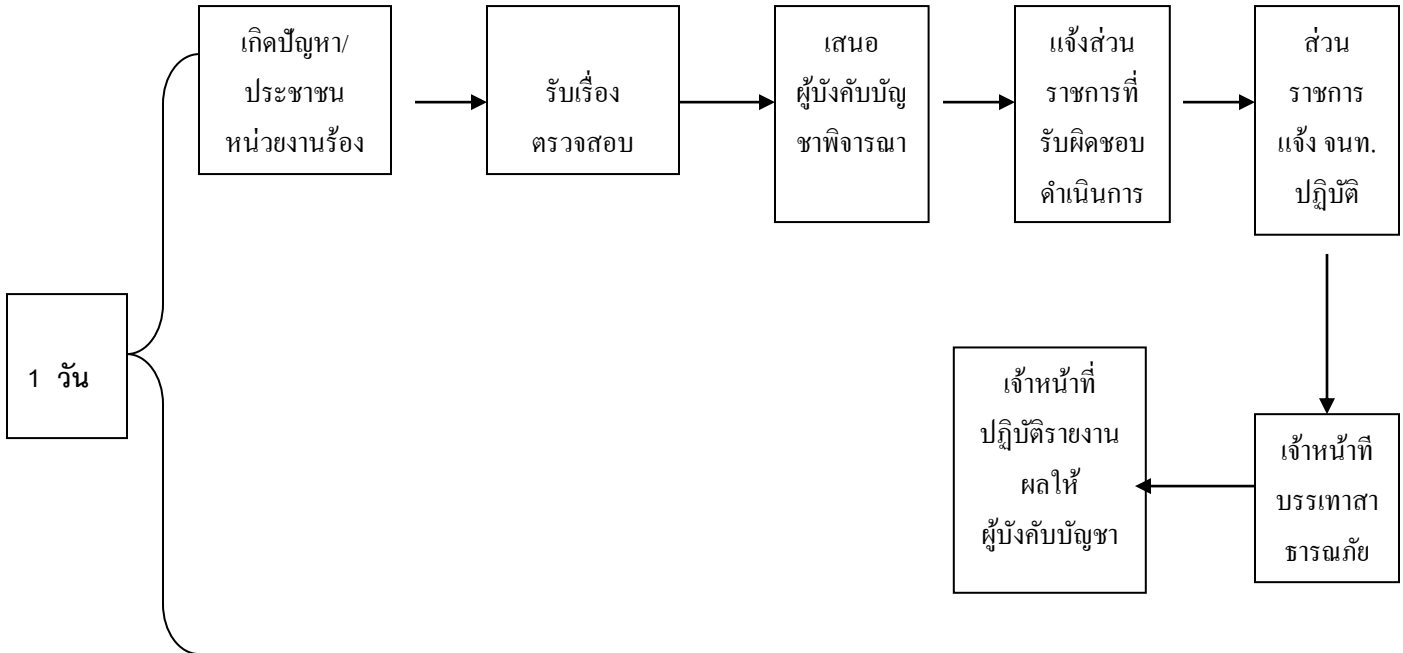 เกิดปัญหา/
ประชาชน
หน่วยงานร้อง
รับเรื่อง
ตรวจสอบ
เสนอ
ผู้บังคับบัญ
ชาพิจารณา
แจ้งส่วน
ราชการที่
รับผิดชอบ
ดำเนินการ
ส่วน
ราชการ
แจ้ง จนท.
ปฏิบัติ
1 วัน
เจ้าหน้าที
บรรเทาสา
ธารณภัย
เจ้าหน้าที่
ปฏิบัติรายงาน
ผลให้
ผู้บังคับบัญชา